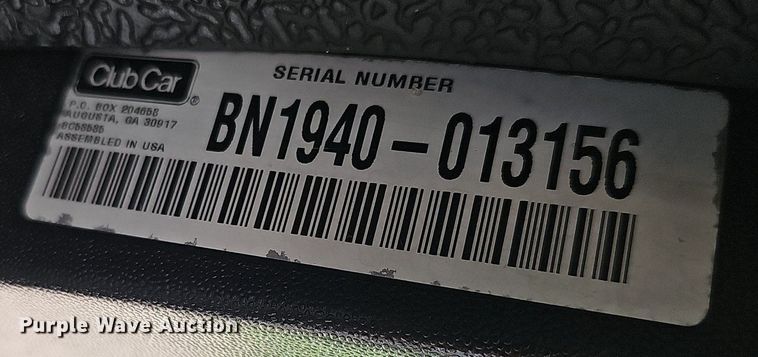 Club Car®
SERIAL NUMBER
P.O. BOX 204658
AUGUSTA, GA 30917
ASSEMBLED IN USA
BN1940-013156
Purple Wave Auction